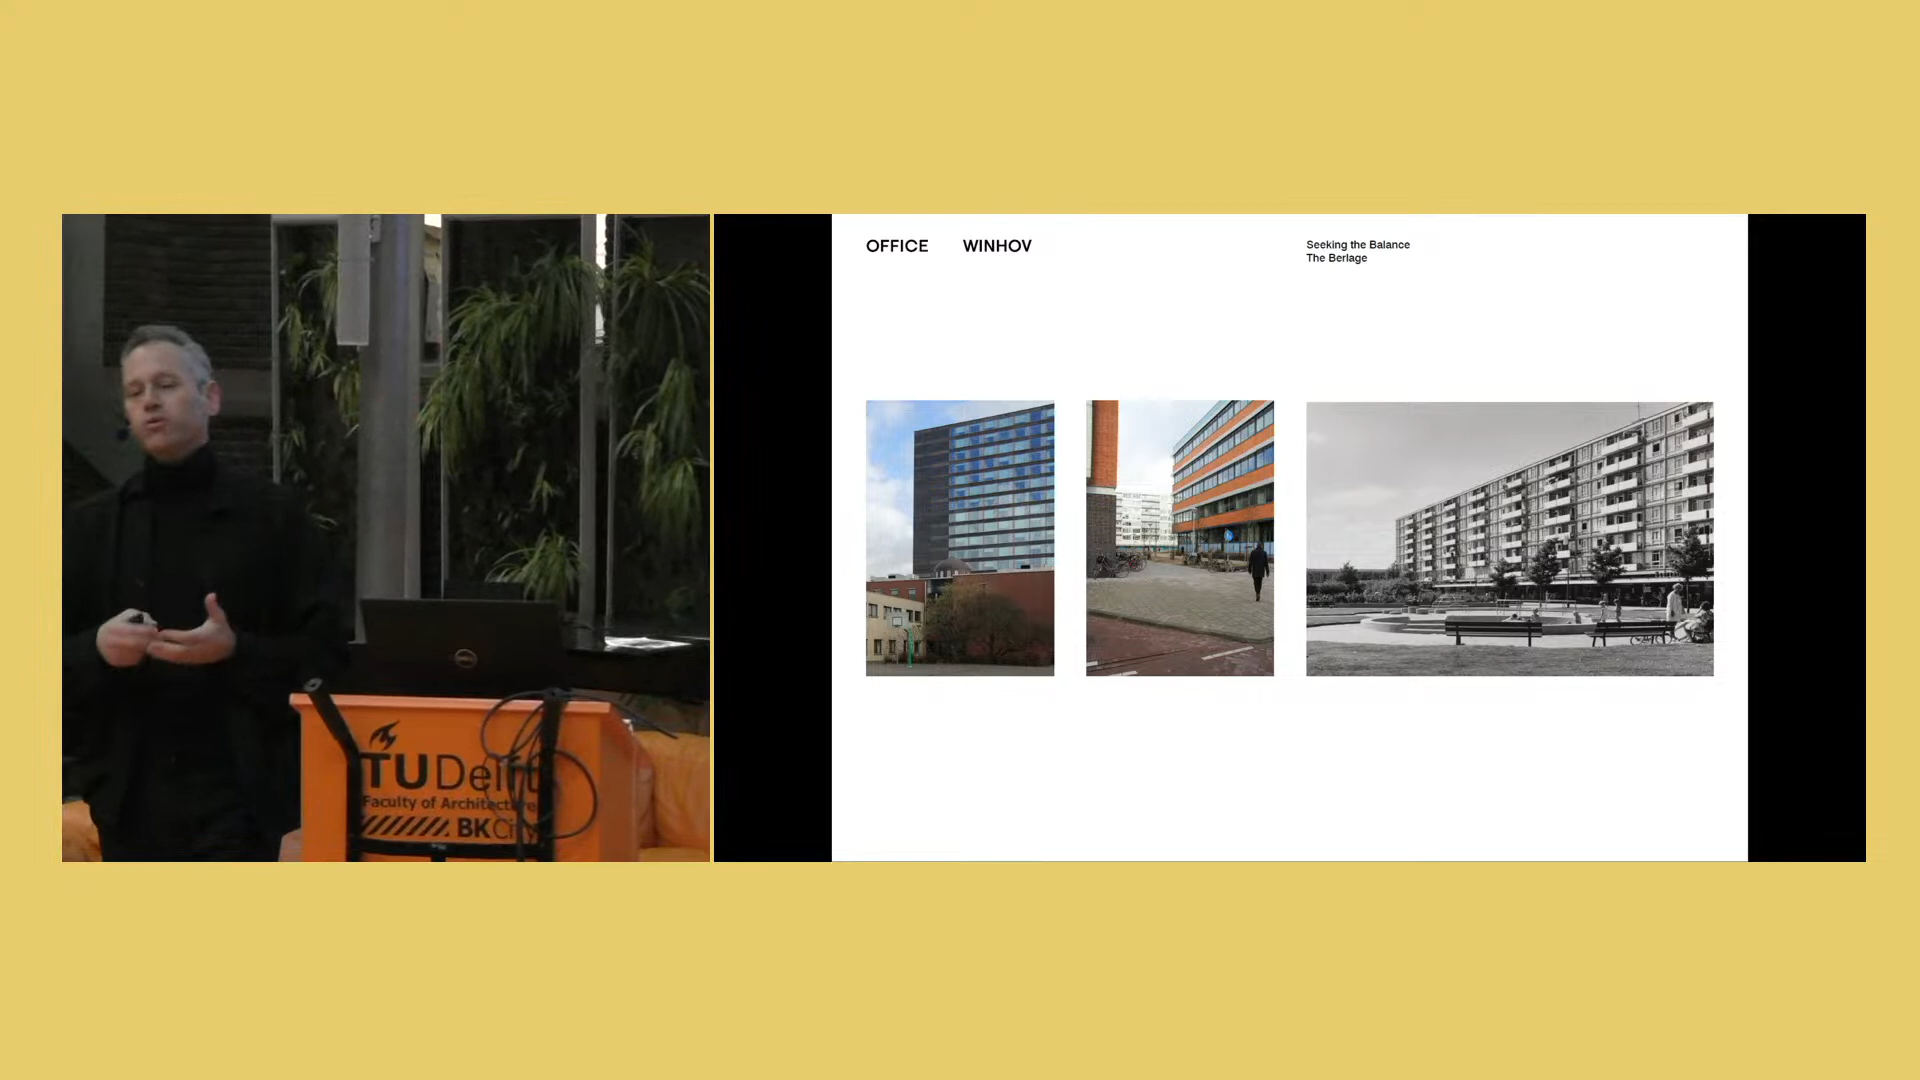 OFFICE WINHOV
Seeking the Balance
The Berlage
TU Delft
Faculty of Architecture
BK City